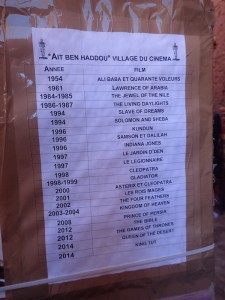 "AIT BEN HADDOU" VILLAGE DU CINEMA
ANNEE FILM
1954 ALI BABA ET QUARANTE VOLEURS
1961 LAWRENCE OF ARABIA
1984-1985 THE JEWEL OF THE NILE
1986-1987 THE LIVING DAYLIGHTS
1994 SLAVE OF DREAMS
1994 SOLOMON AND SHEBA
1996 KUNDUN
1996 SAMSON ET DALILAH
1996 INDIANA JONES
1997 LE JARDIN D'EDEN
1997 LE LEGIONNAIRE
1998 CLEOPATRA
1998-1999 GLADIATOR
2000 ASTERIX ET CLEOPATRA
2001 LES ROIS MAGES
2002 THE FOUR FEATHERS
2003-2004 KINGDOM OF HEAVEN
2008 PRINCE OF PERSIA
2012 THE BIBLE
2012 THE GAMES OF THRONES
2014 QUEEN OF THE DESERT
2014 KING TUT